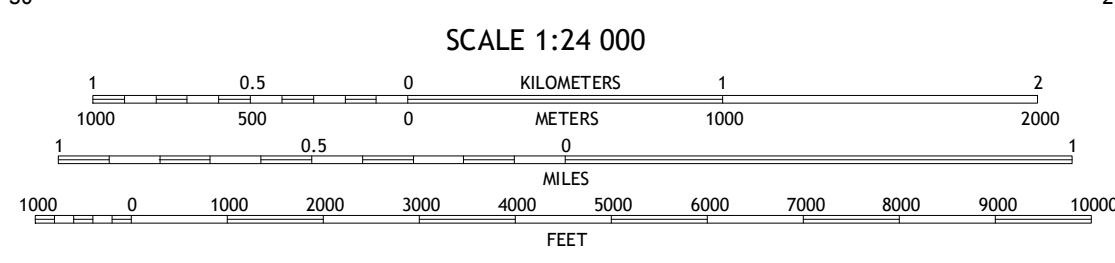 SCALE 1:24 000
1 0.5 0 KILOMETERS 1 2
1000 500 0 METERS 1000 2000
1 0.5 0 1
MILES
1000 0 1000 2000 3000 4000 5000 6000 7000 8000 9000 10000
FEET